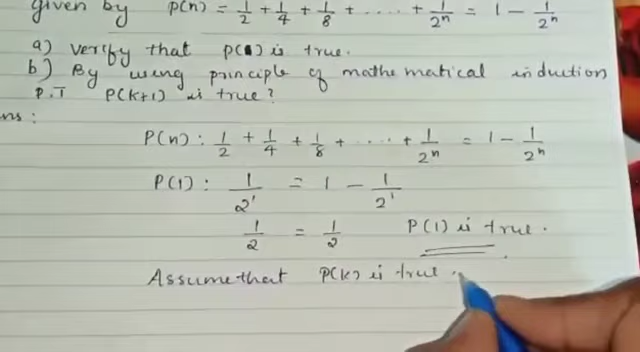 given by P(n) = 1/2 + 1/4 + 1/8 + .... + 1/2ⁿ = 1 - 1/2ⁿ
a) Verify that P(1) is true.
b) By using principle of mathematical induction
P.T P(k+1) is true?
ns:
P(n): 1/2 + 1/4 + 1/8 + .... + 1/2ⁿ = 1 - 1/2ⁿ
P(1): 1/2¹ = 1 - 1/2¹
1/2 = 1/2 P(1) is true.
Assume that P(k) is true.